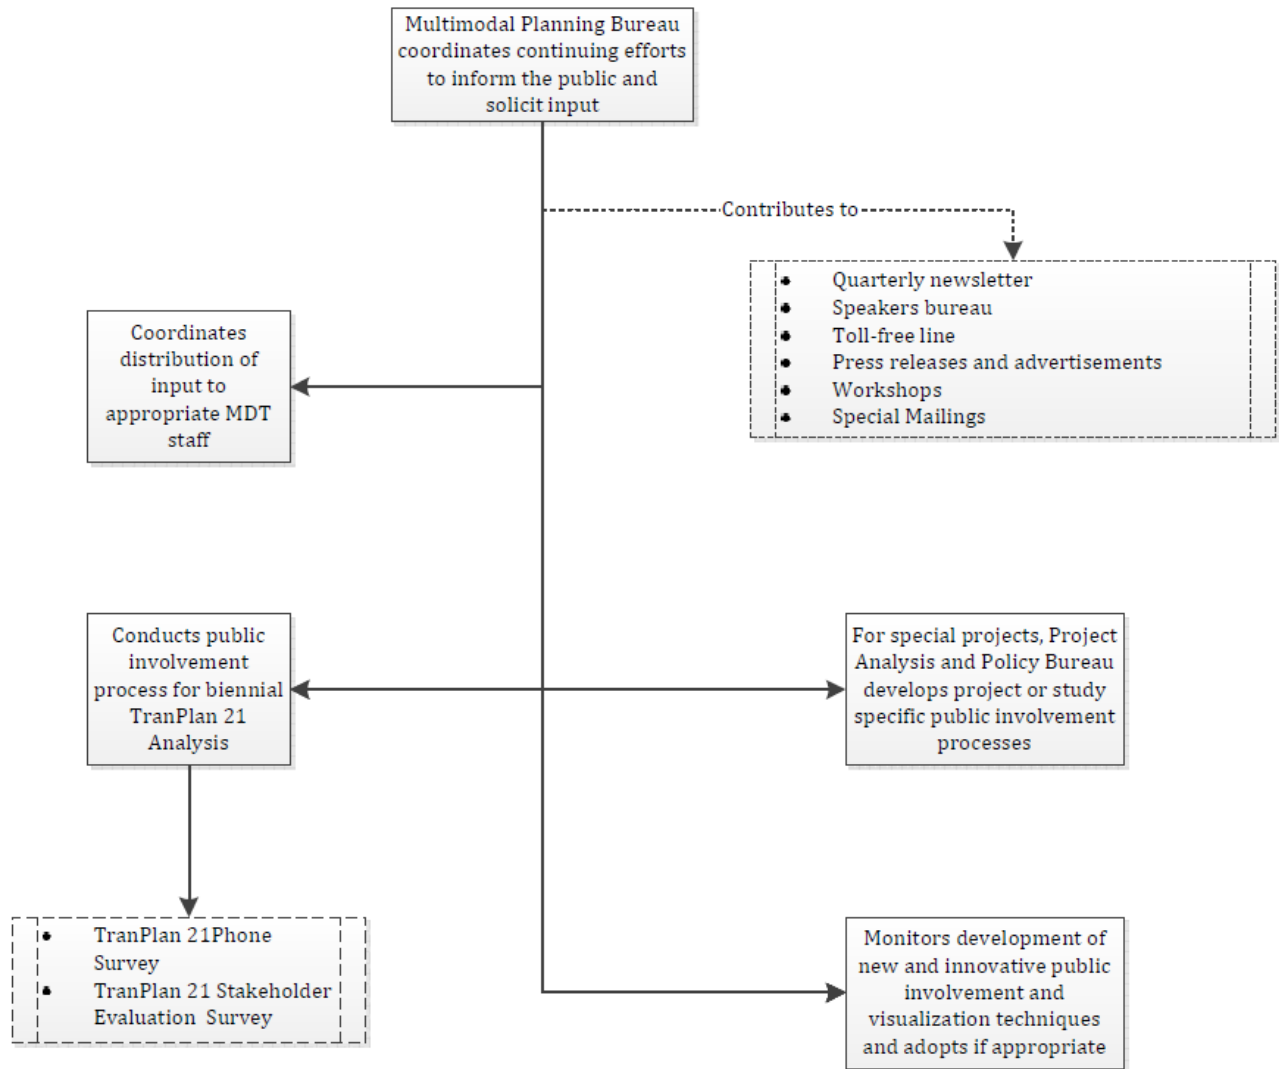 Multimodal Planning Bureau
coordinates continuing efforts
to inform the public and
solicit input
Contributes to
• Quarterly newsletter
• Speakers bureau
• Toll-free line
• Press releases and advertisements
• Workshops
• Special Mailings
Coordinates
distribution of
input to
appropriate MDT
staff
Conducts public
involvement
process for biennial
TranPlan 21
Analysis
For special projects, Project
Analysis and Policy Bureau
develops project or study
specific public involvement
processes
• TranPlan 21Phone
Survey
• TranPlan 21 Stakeholder
Evaluation Survey
Monitors development of
new and innovative public
involvement and
visualization techniques
and adopts if appropriate